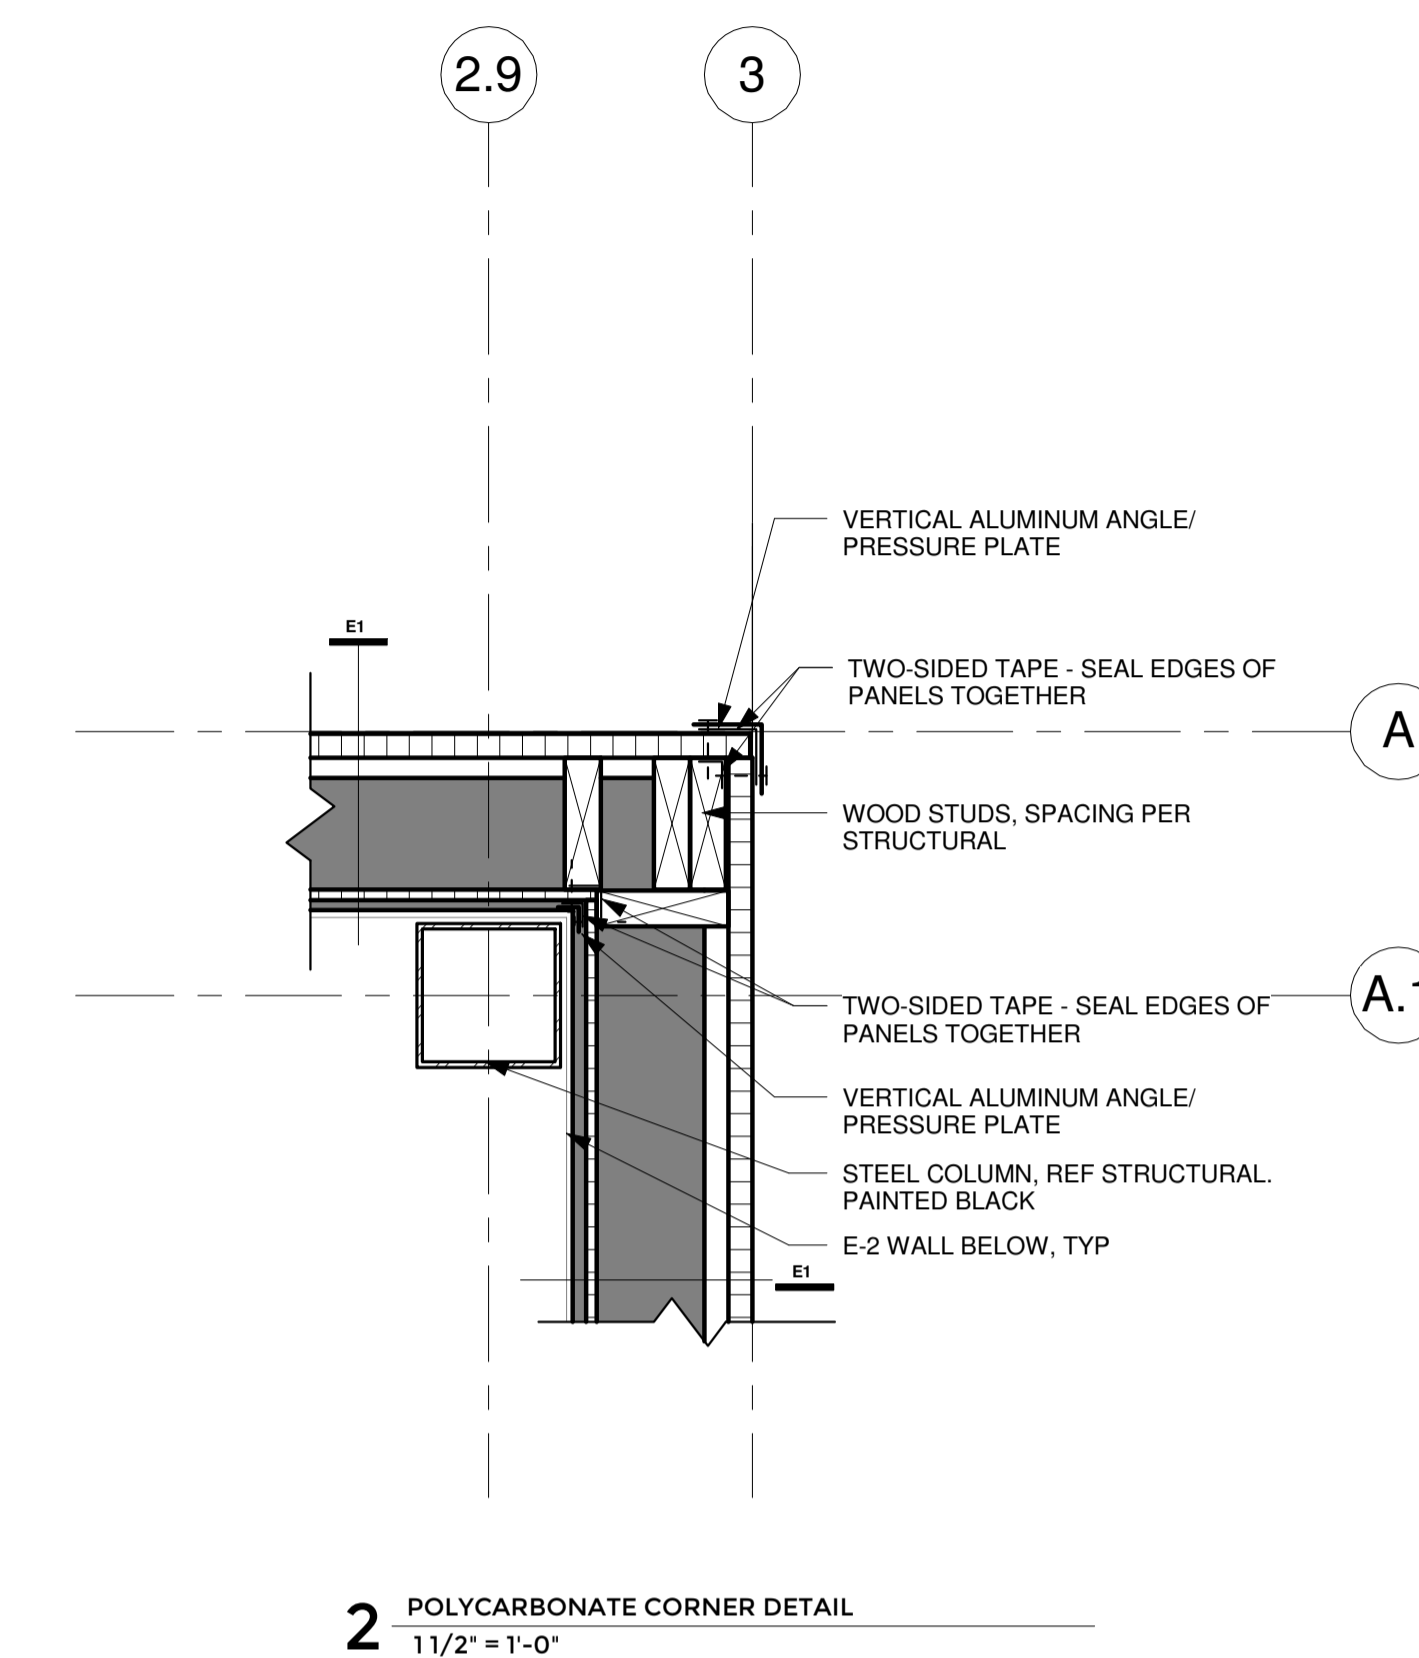 2.9
3
VERTICAL ALUMINUM ANGLE/
PRESSURE PLATE
E1
TWO-SIDED TAPE - SEAL EDGES OF
PANELS TOGETHER
A
WOOD STUDS, SPACING PER
STRUCTURAL
A.1
TWO-SIDED TAPE - SEAL EDGES OF
PANELS TOGETHER
VERTICAL ALUMINUM ANGLE/
PRESSURE PLATE
STEEL COLUMN, REF STRUCTURAL.
PAINTED BLACK
E-2 WALL BELOW, TYP
E1
2
POLYCARBONATE CORNER DETAIL
1 1/2" = 1'-0"